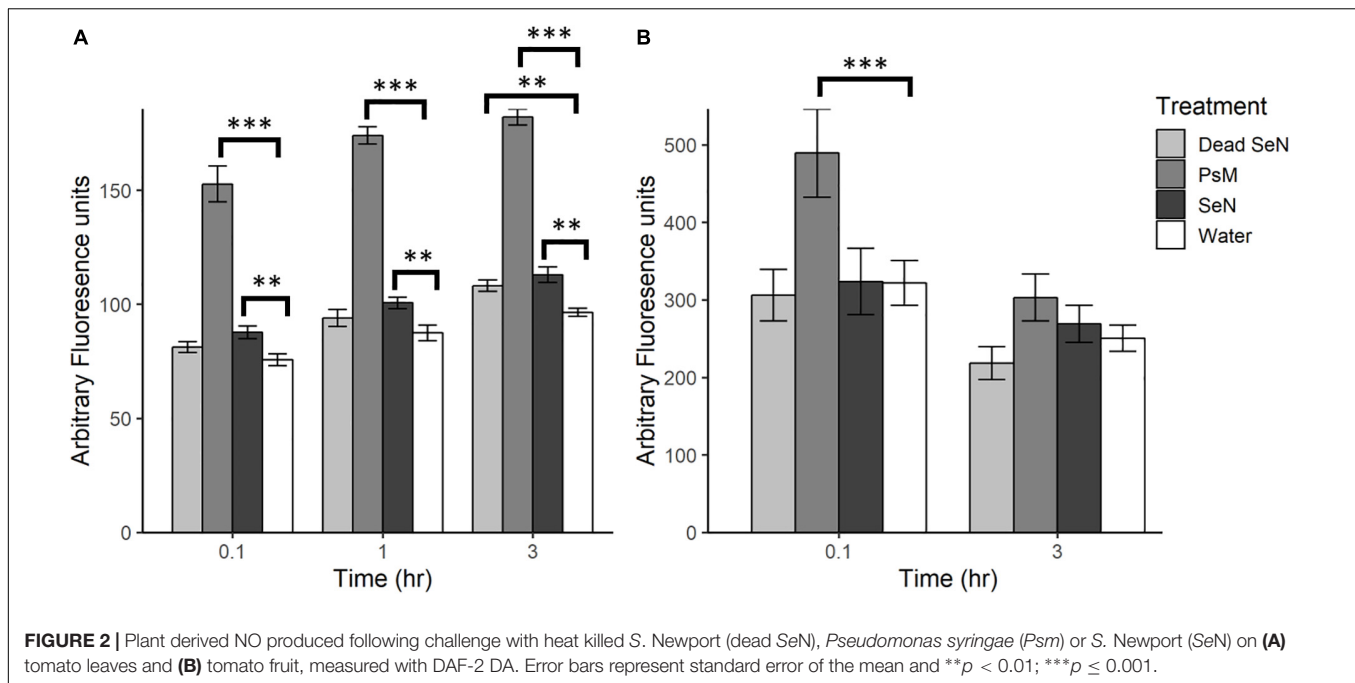 A
B
***
**
***
**
***
**
**
***
Arbitrary Fluorescence units
150
100
50
0
0.1
1
3
Time (hr)
Arbitrary Fluorescence units
500
400
300
200
100
0
0.1
3
Time (hr)
Treatment
Dead SeN
PsM
SeN
Water
FIGURE 2 | Plant derived NO produced following challenge with heat killed S. Newport (dead SeN), Pseudomonas syringae (Psm) or S. Newport (SeN) on (A)
tomato leaves and (B) tomato fruit, measured with DAF-2 DA. Error bars represent standard error of the mean and **p < 0.01; ***p ≤ 0.001.